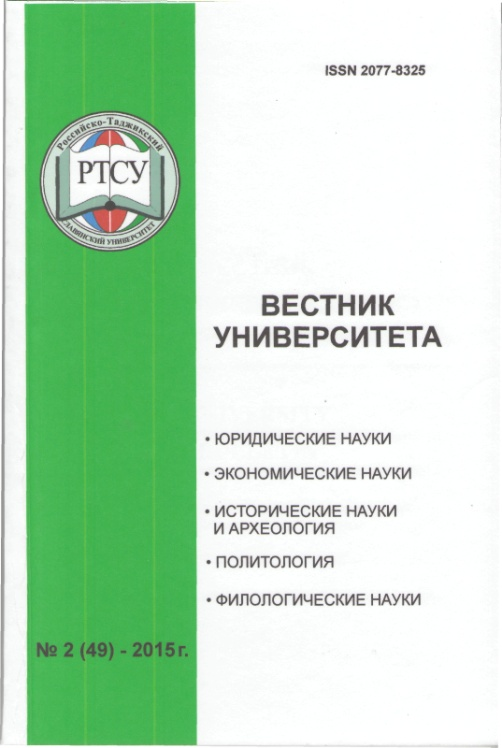 ISSN 2077-8325
Российско-Таджикский
РТСУ
СЛАВЯНСКИЙ УНИВЕРСИТЕТ
ВЕСТНИК
УНИВЕРСИТЕТА
• ЮРИДИЧЕСКИЕ НАУКИ
• ЭКОНОМИЧЕСКИЕ НАУКИ
• ИСТОРИЧЕСКИЕ НАУКИ
И АРХЕОЛОГИЯ
• ПОЛИТОЛОГИЯ
• ФИЛОЛОГИЧЕСКИЕ НАУКИ
№ 2 (49) - 2015 г.